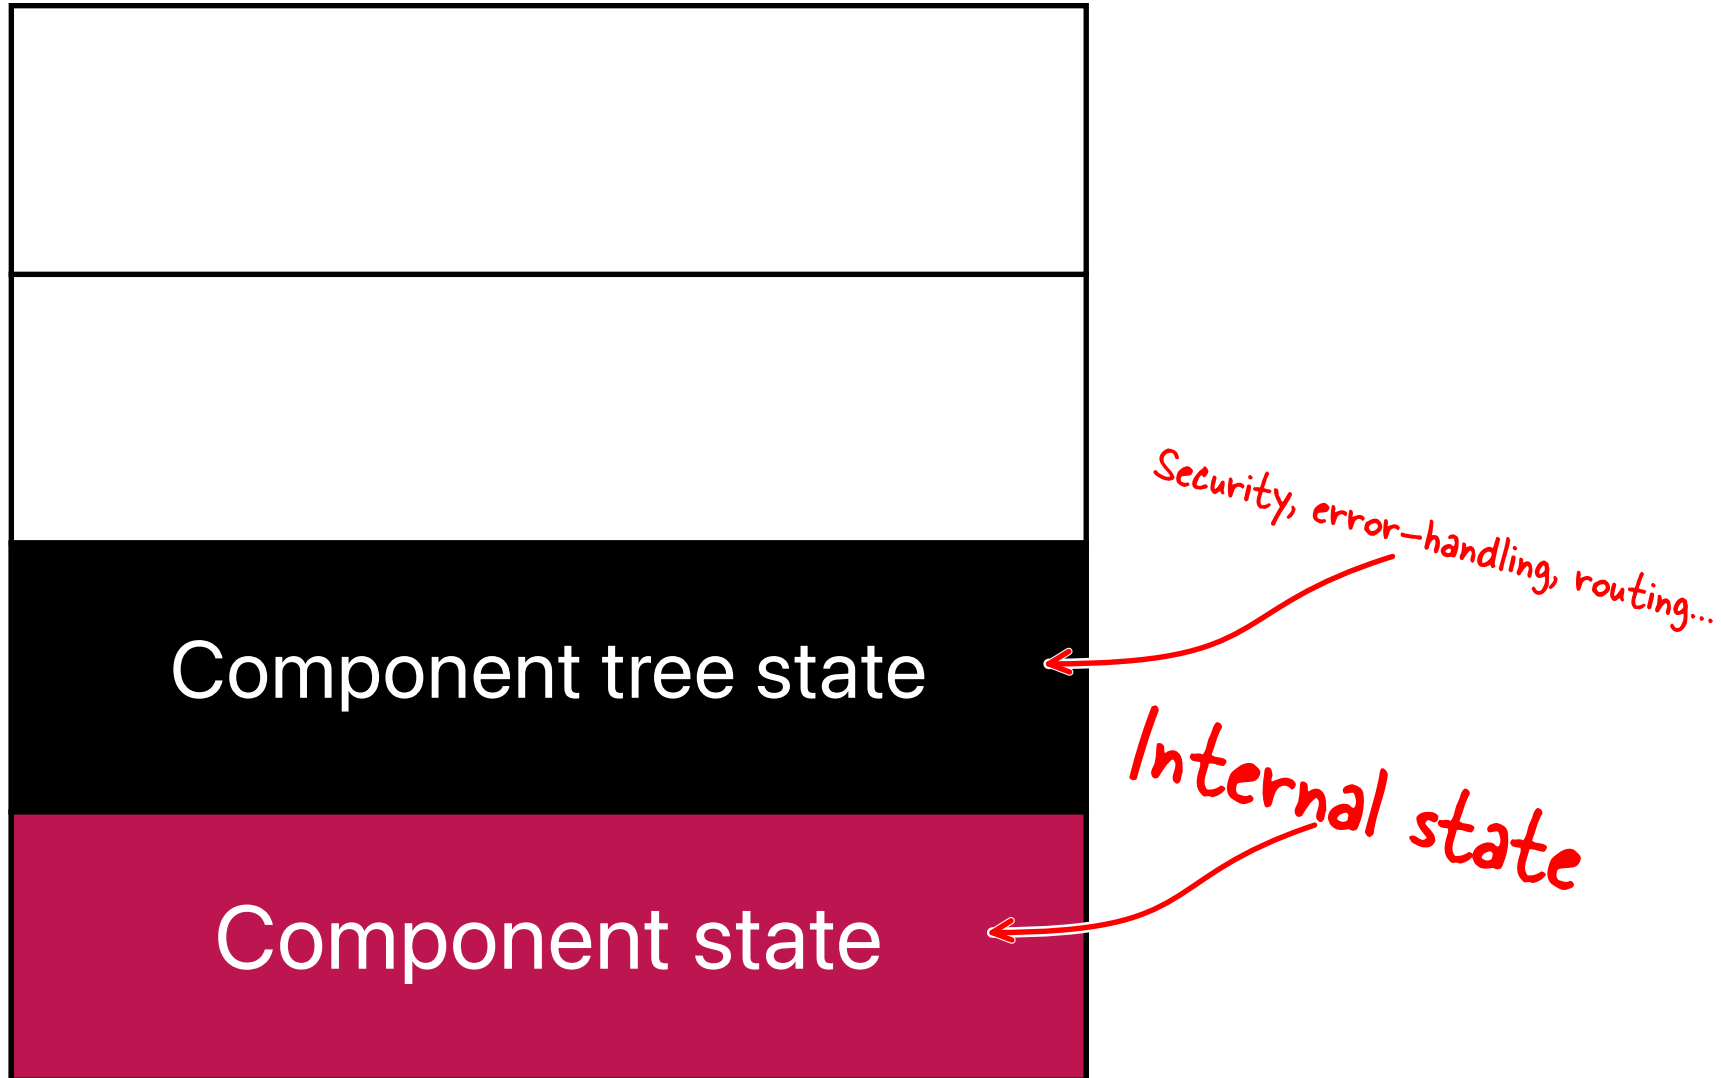 Security, error-handling, routing...
Component tree state
Internal state
Component state